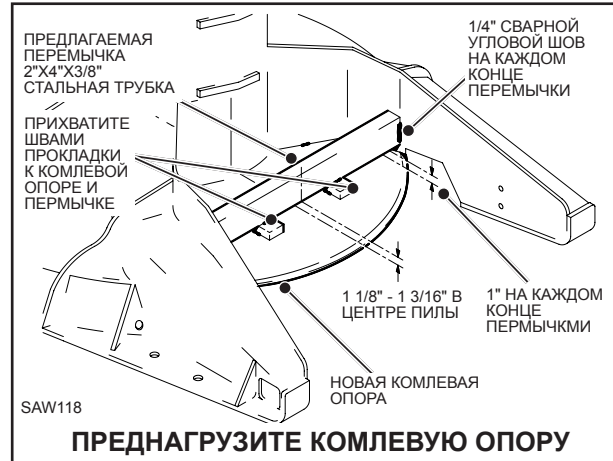 ПРЕДЛАГАЕМАЯ
ПЕРЕМЫЧКА
2"X4"X3/8"
СТАЛЬНАЯ ТРУБКА
ПРИХВАТИТЕ
ШВАМИ
ПРОКЛАДКИ
К КОМЛЕВОЙ
ОПОРЕ И
ПЕРМЫЧКЕ
1/4" СВАРНОЙ
УГЛОВОЙ ШОВ
НА КАЖДОМ
КОНЦЕ
ПЕРЕМЫЧКИ
1 1/8" - 1 3/16" В
ЦЕНТРЕ ПИЛЫ
1" НА КАЖДОМ
КОНЦЕ
ПЕРМЫЧКМИ
НОВАЯ КОМЛЕВАЯ
ОПОРА
SAW118
ПРЕДНАГРУЗИТЕ КОМЛЕВУЮ ОПОРУ